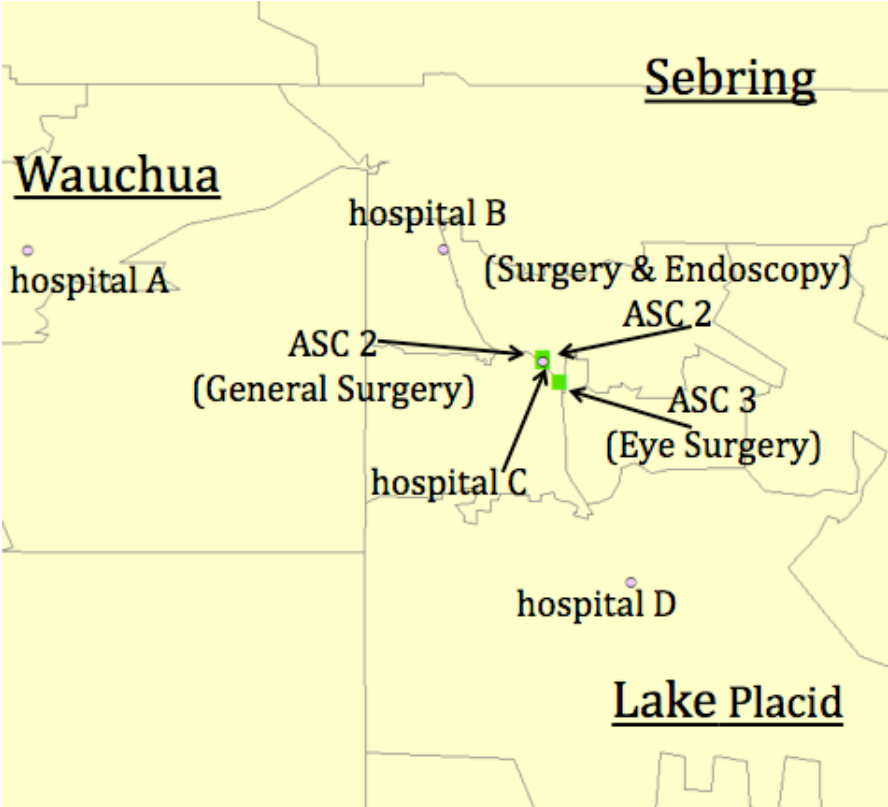 Sebring
Wauchua
hospital B
hospital A
(Surgery & Endoscopy)
ASC 2
ASC 2
(General Surgery)
ASC 3
(Eye Surgery)
hospital C
hospital D
Lake Placid